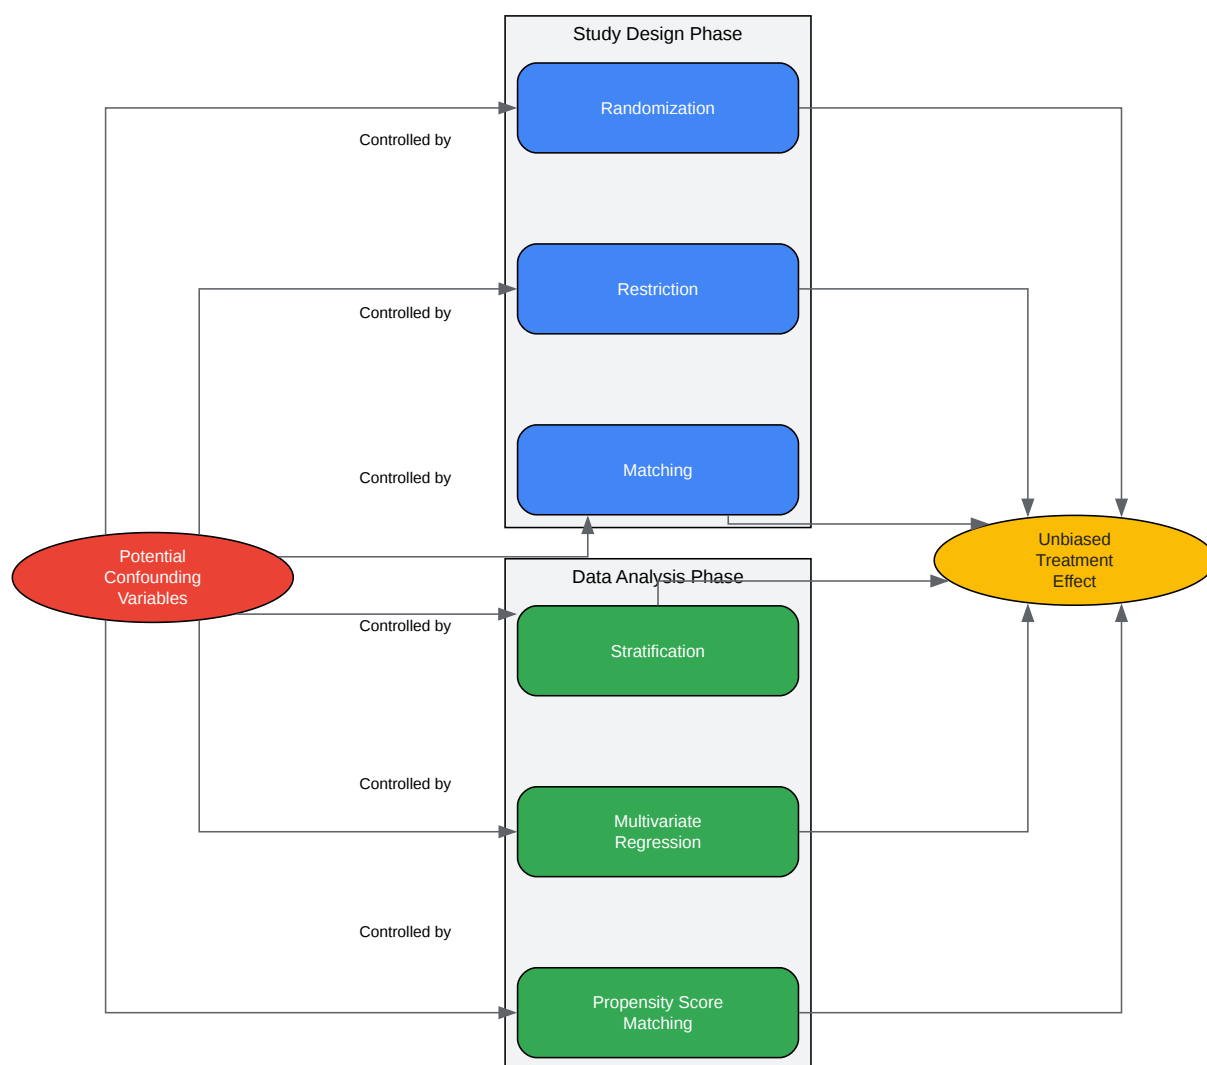 Study Design Phase
Randomization
Controlled by
Restriction
Controlled by
Matching
Controlled by
Potential
Confounding
Variables
Unbiased
Treatment
Effect
Data Analysis Phase
Controlled by
Stratification
Controlled by
Multivariate
Regression
Controlled by
Propensity Score
Matching